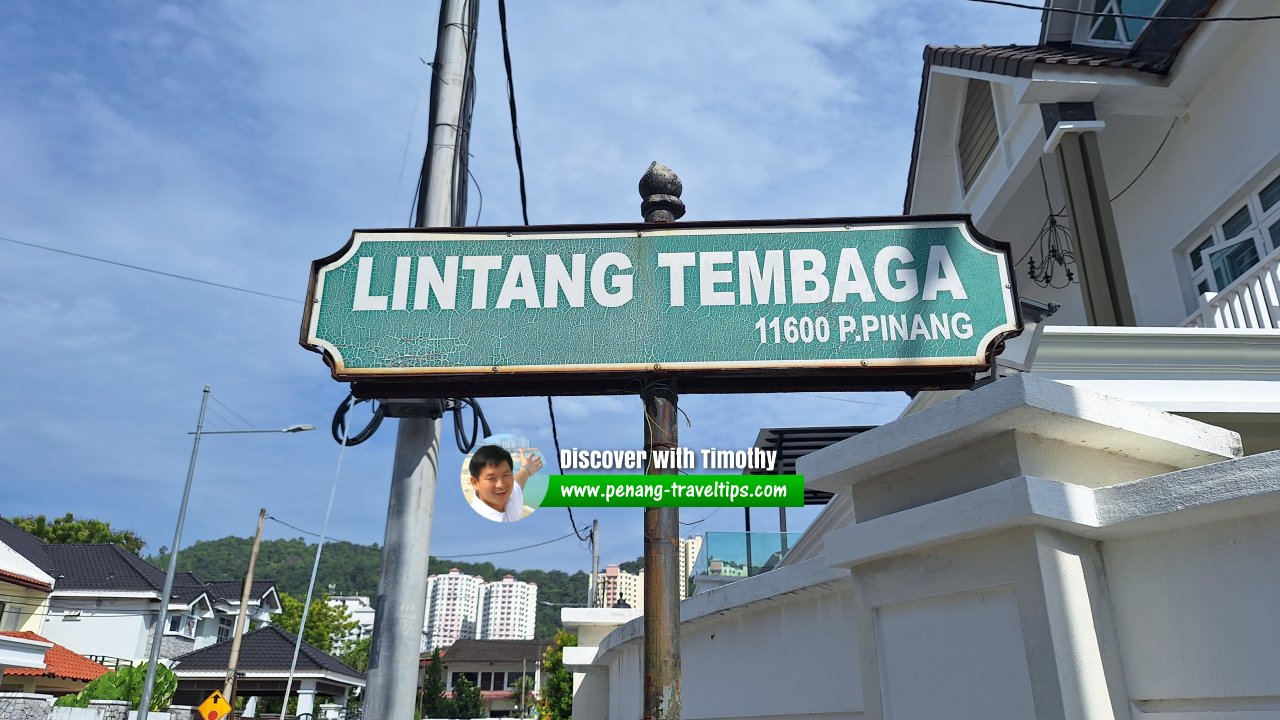 LINTANG TEMBAGA
11600 P.PINANG
Discover with Timothy
www.penang-traveltips.com